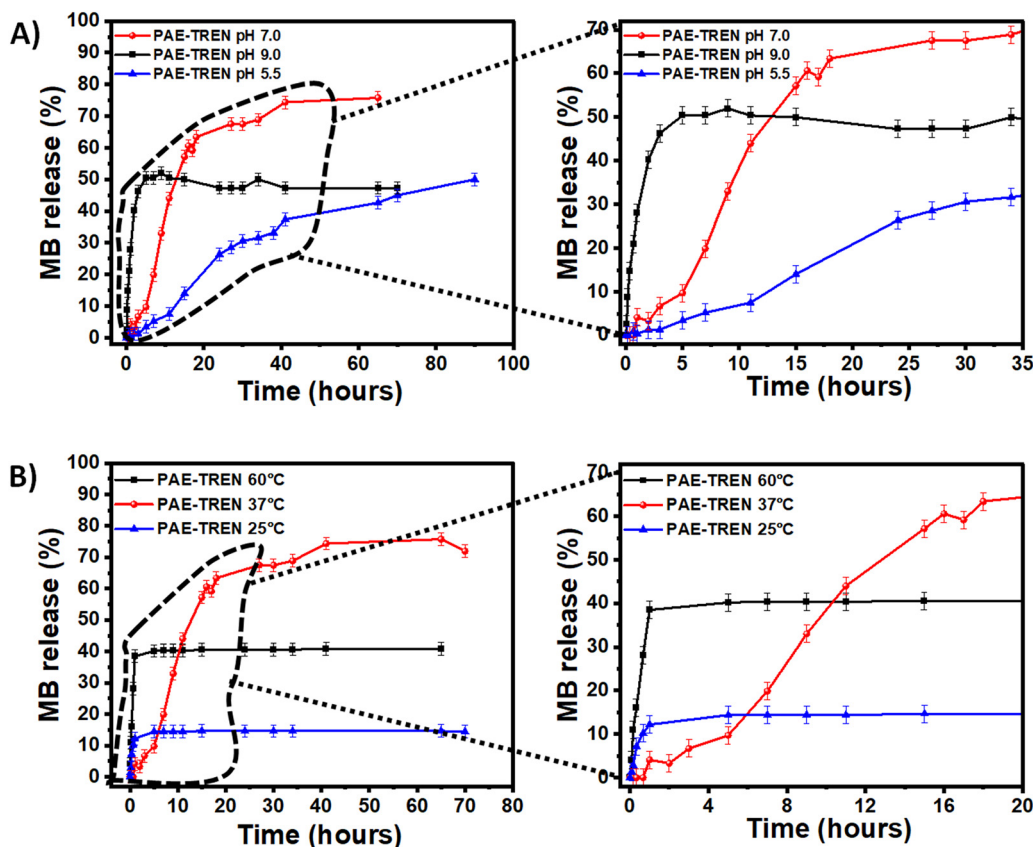 A)
MB release (%)
100
90
80
70
60
50
40
30
20
10
0
PAE-TREN pH 7.0
PAE-TREN pH 9.0
PAE-TREN pH 5.5
0 20 40 60 80 100
Time (hours)
MB release (%)
70
60
50
40
30
20
10
0
PAE-TREN pH 7.0
PAE-TREN pH 9.0
PAE-TREN pH 5.5
0 5 10 15 20 25 30 35
Time (hours)
B)
MB release (%)
100
90
80
70
60
50
40
30
20
10
0
PAE-TREN 60ºC
PAE-TREN 37ºC
PAE-TREN 25ºC
0 10 20 30 40 50 60 70 80
Time (hours)
MB release (%)
70
60
50
40
30
20
10
0
PAE-TREN 60ºC
PAE-TREN 37ºC
PAE-TREN 25ºC
0 4 8 12 16 20
Time (hours)